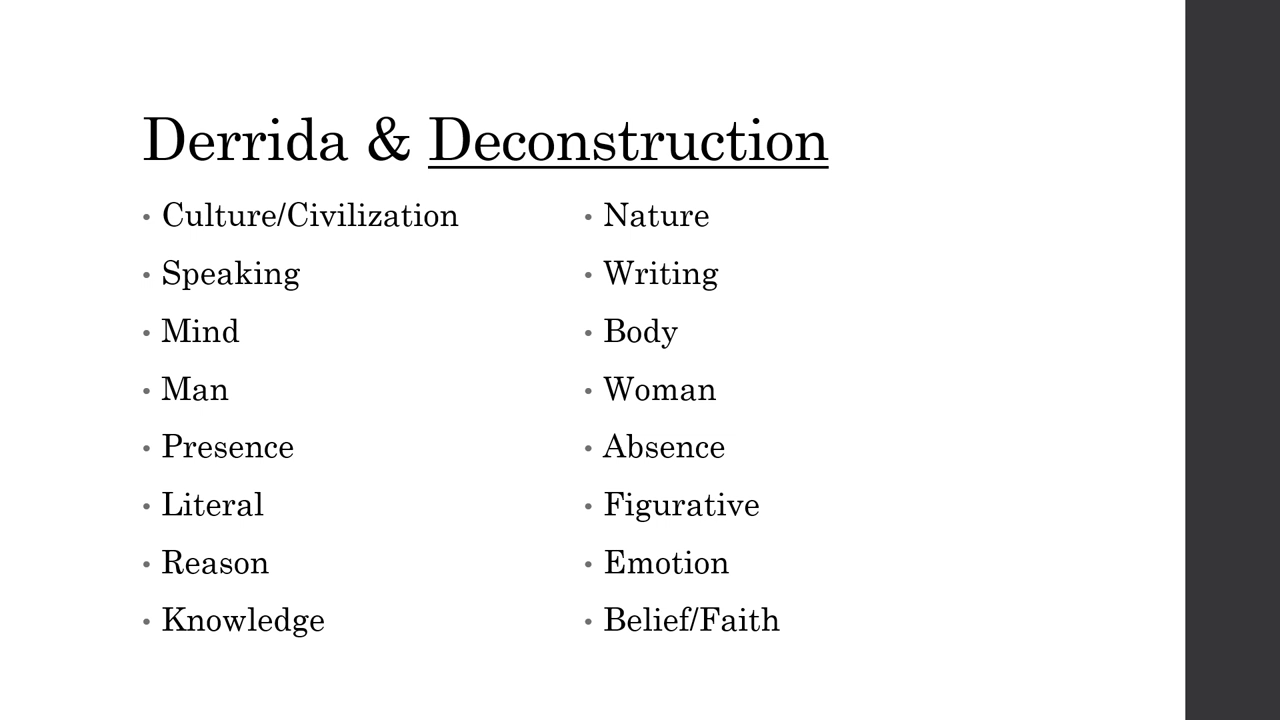 Derrida & Deconstruction
• Culture/Civilization
• Speaking
• Mind
• Man
• Presence
• Literal
• Reason
• Knowledge
• Nature
• Writing
• Body
• Woman
• Absence
• Figurative
• Emotion
• Belief/Faith